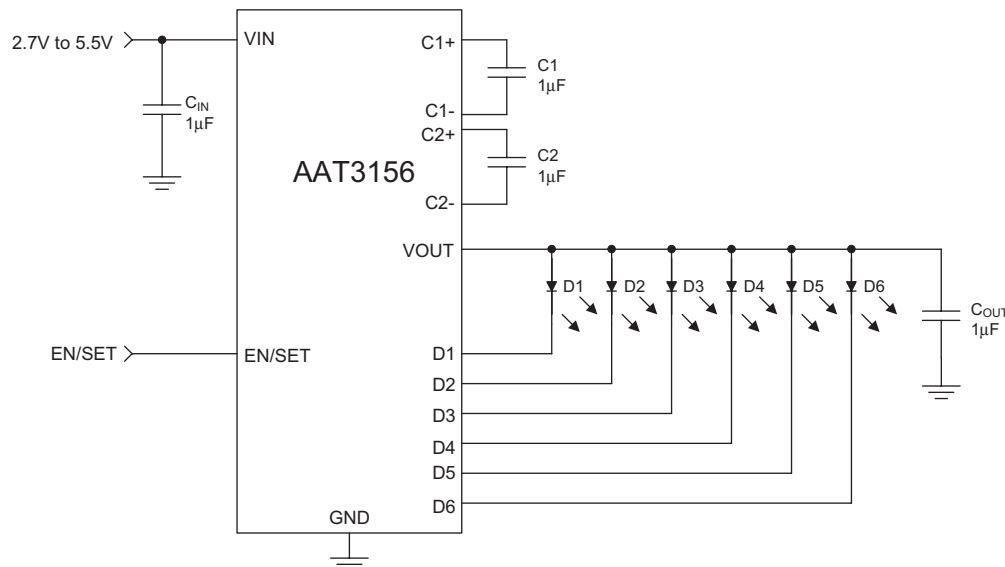 2.7V to 5.5V
VIN
C1+
C1
1μF
C1-
C2+
C2
1μF
C2-
CIN
1μF
AAT3156
VOUT
D1
D2
D3
D4
D5
D6
COUT
1μF
EN/SET
EN/SET
D1
D2
D3
D4
D5
D6
GND